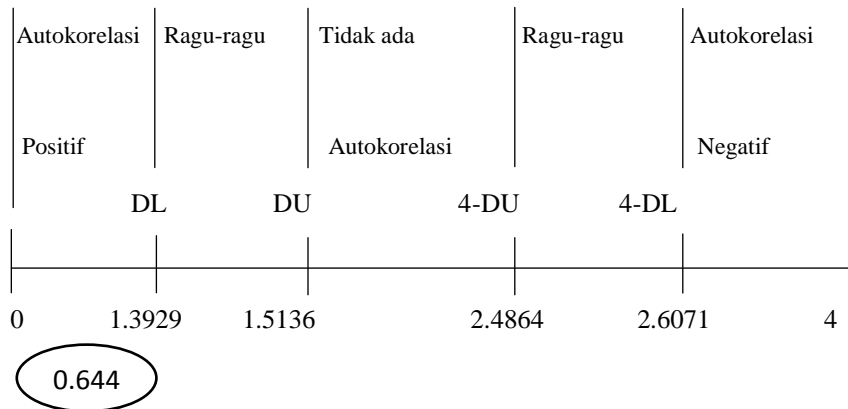 Autokorelasi Ragu-ragu Tidak ada Ragu-ragu Autokorelasi
Positif Autokorelasi Negatif
DL DU 4-DU 4-DL
0 1.3929 1.5136 2.4864 2.6071 4
0.644